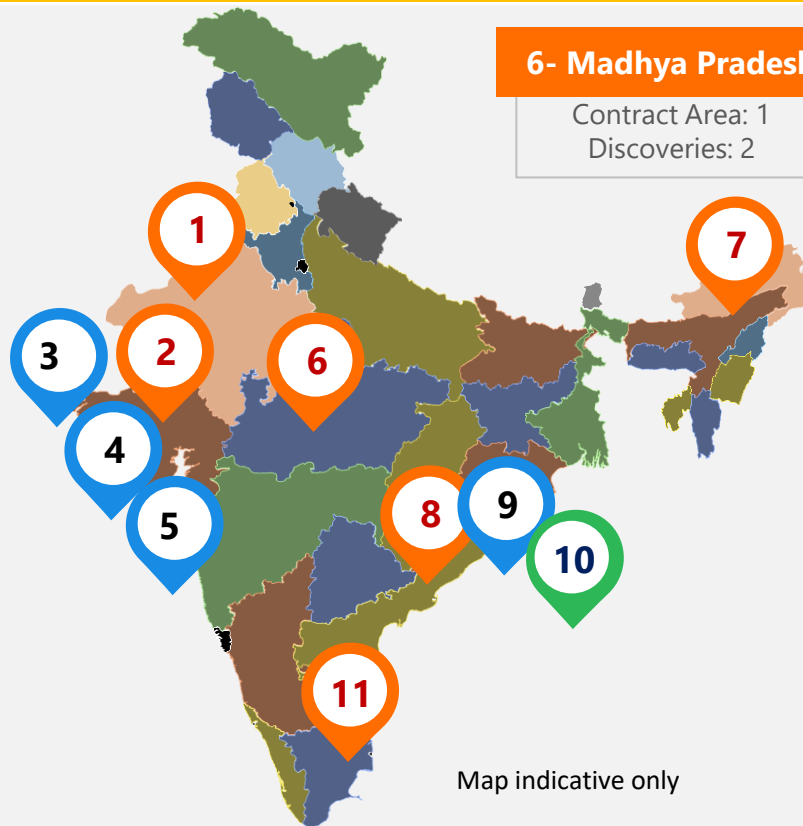 6- Madhya Pradesh
Contract Area: 1
Discoveries: 2
1
7
3
2
6
4
5
8
9
10
11
Map indicative only